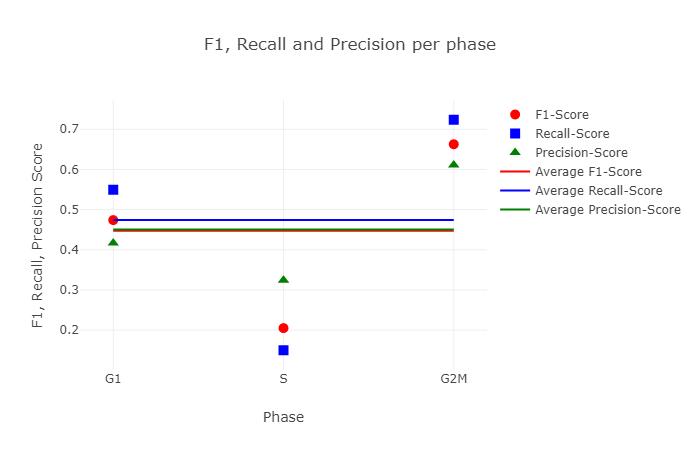 F1, Recall and Precision per phase
F1, Recall, Precision Score
0.7
0.6
0.5
0.4
0.3
0.2
G1
S
G2M
Phase
F1-Score
Recall-Score
Precision-Score
Average F1-Score
Average Recall-Score
Average Precision-Score